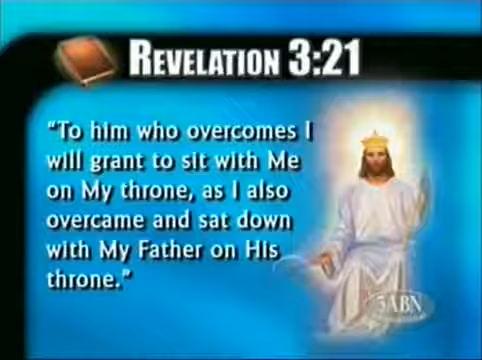 REVELATION 3:21
"To him who overcomes I
will grant to sit with Me
on My throne, as I also
overcame and sat down
with My Father on His
throne."
3ABN